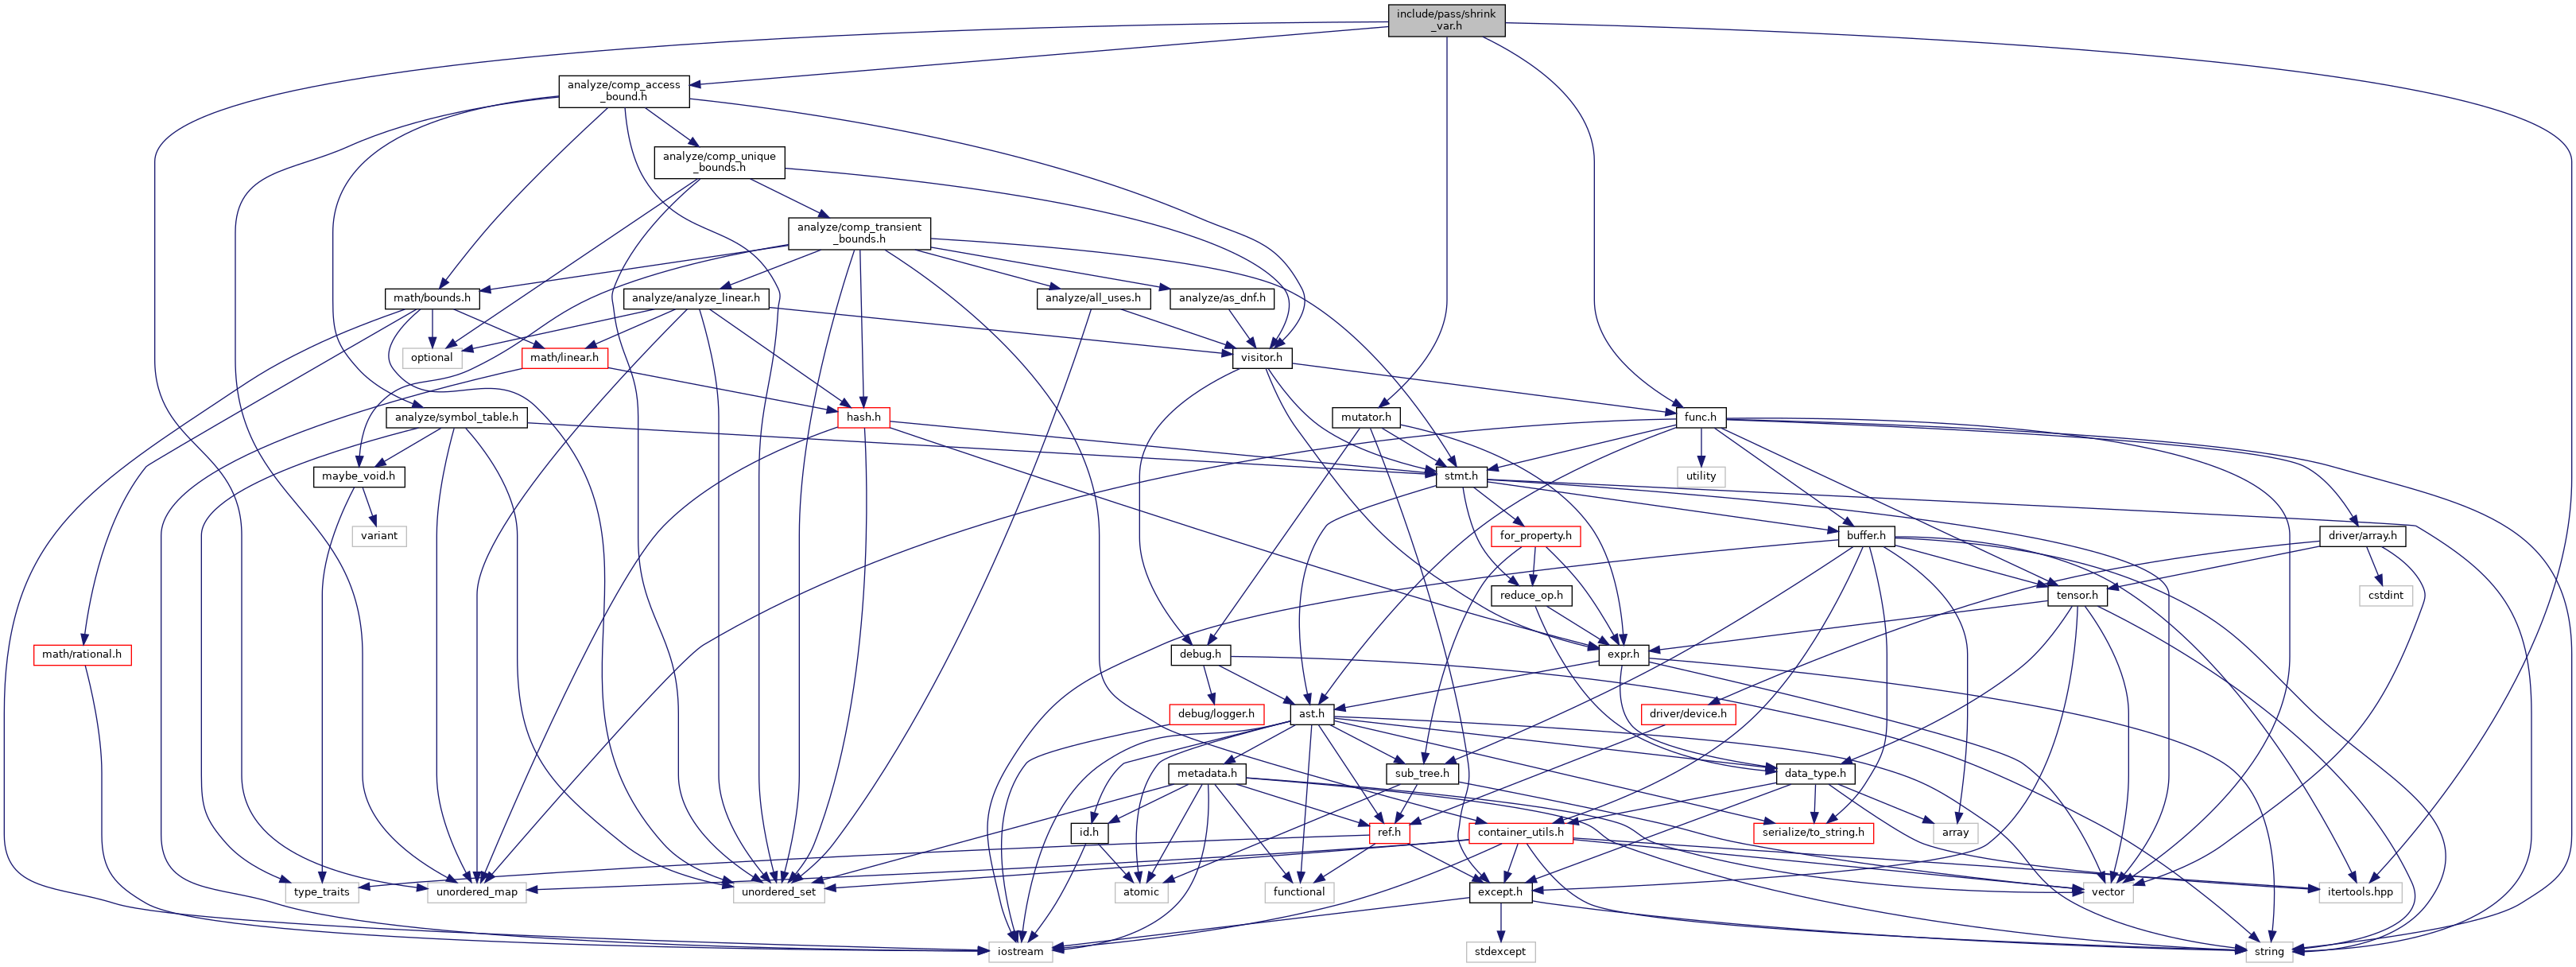 include/pass/shrink
_var.h
analyze/comp_access
_bound.h
analyze/comp_unique
_bounds.h
analyze/comp_transient
_bounds.h
math/bounds.h
analyze/analyze_linear.h
analyze/all_uses.h
analyze/as_dnf.h
optional
math/linear.h
visitor.h
analyze/symbol_table.h
hash.h
mutator.h
func.h
maybe_void.h
stmt.h
utility
variant
for_property.h
buffer.h
driver/array.h
reduce_op.h
tensor.h
cstdint
math/rational.h
debug.h
expr.h
debug/logger.h
ast.h
driver/device.h
metadata.h
sub_tree.h
data_type.h
id.h
ref.h
container_utils.h
serialize/to_string.h
array
type_traits
unordered_map
unordered_set
atomic
functional
except.h
vector
itertools.hpp
iostream
stdexcept
string